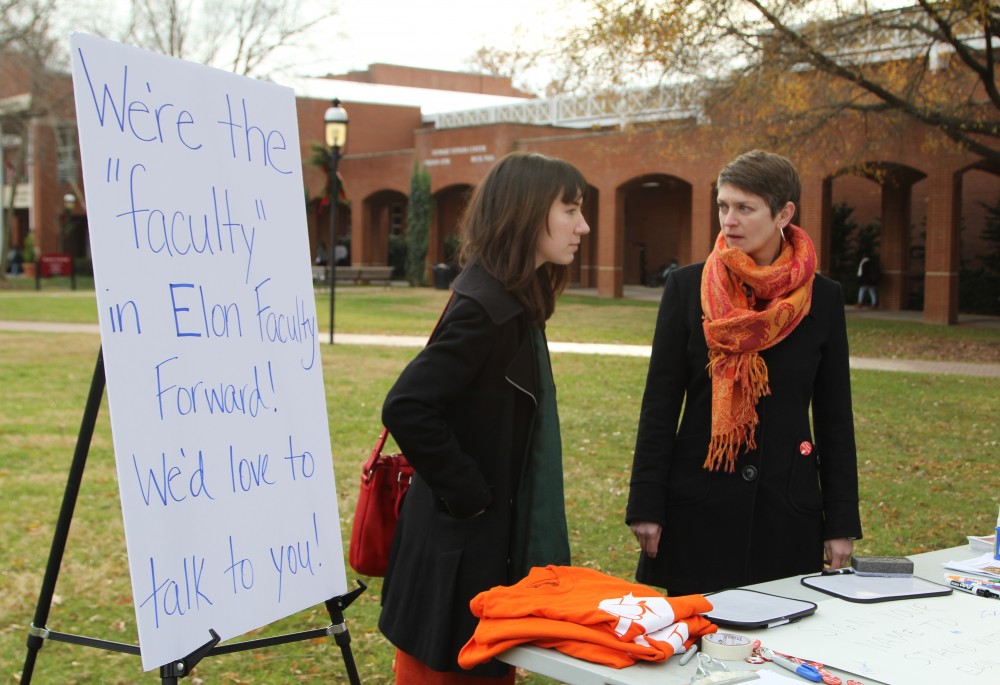 We're the
"faculty"
in Elon Faculty
Forward!
We'd love to
talk to you!